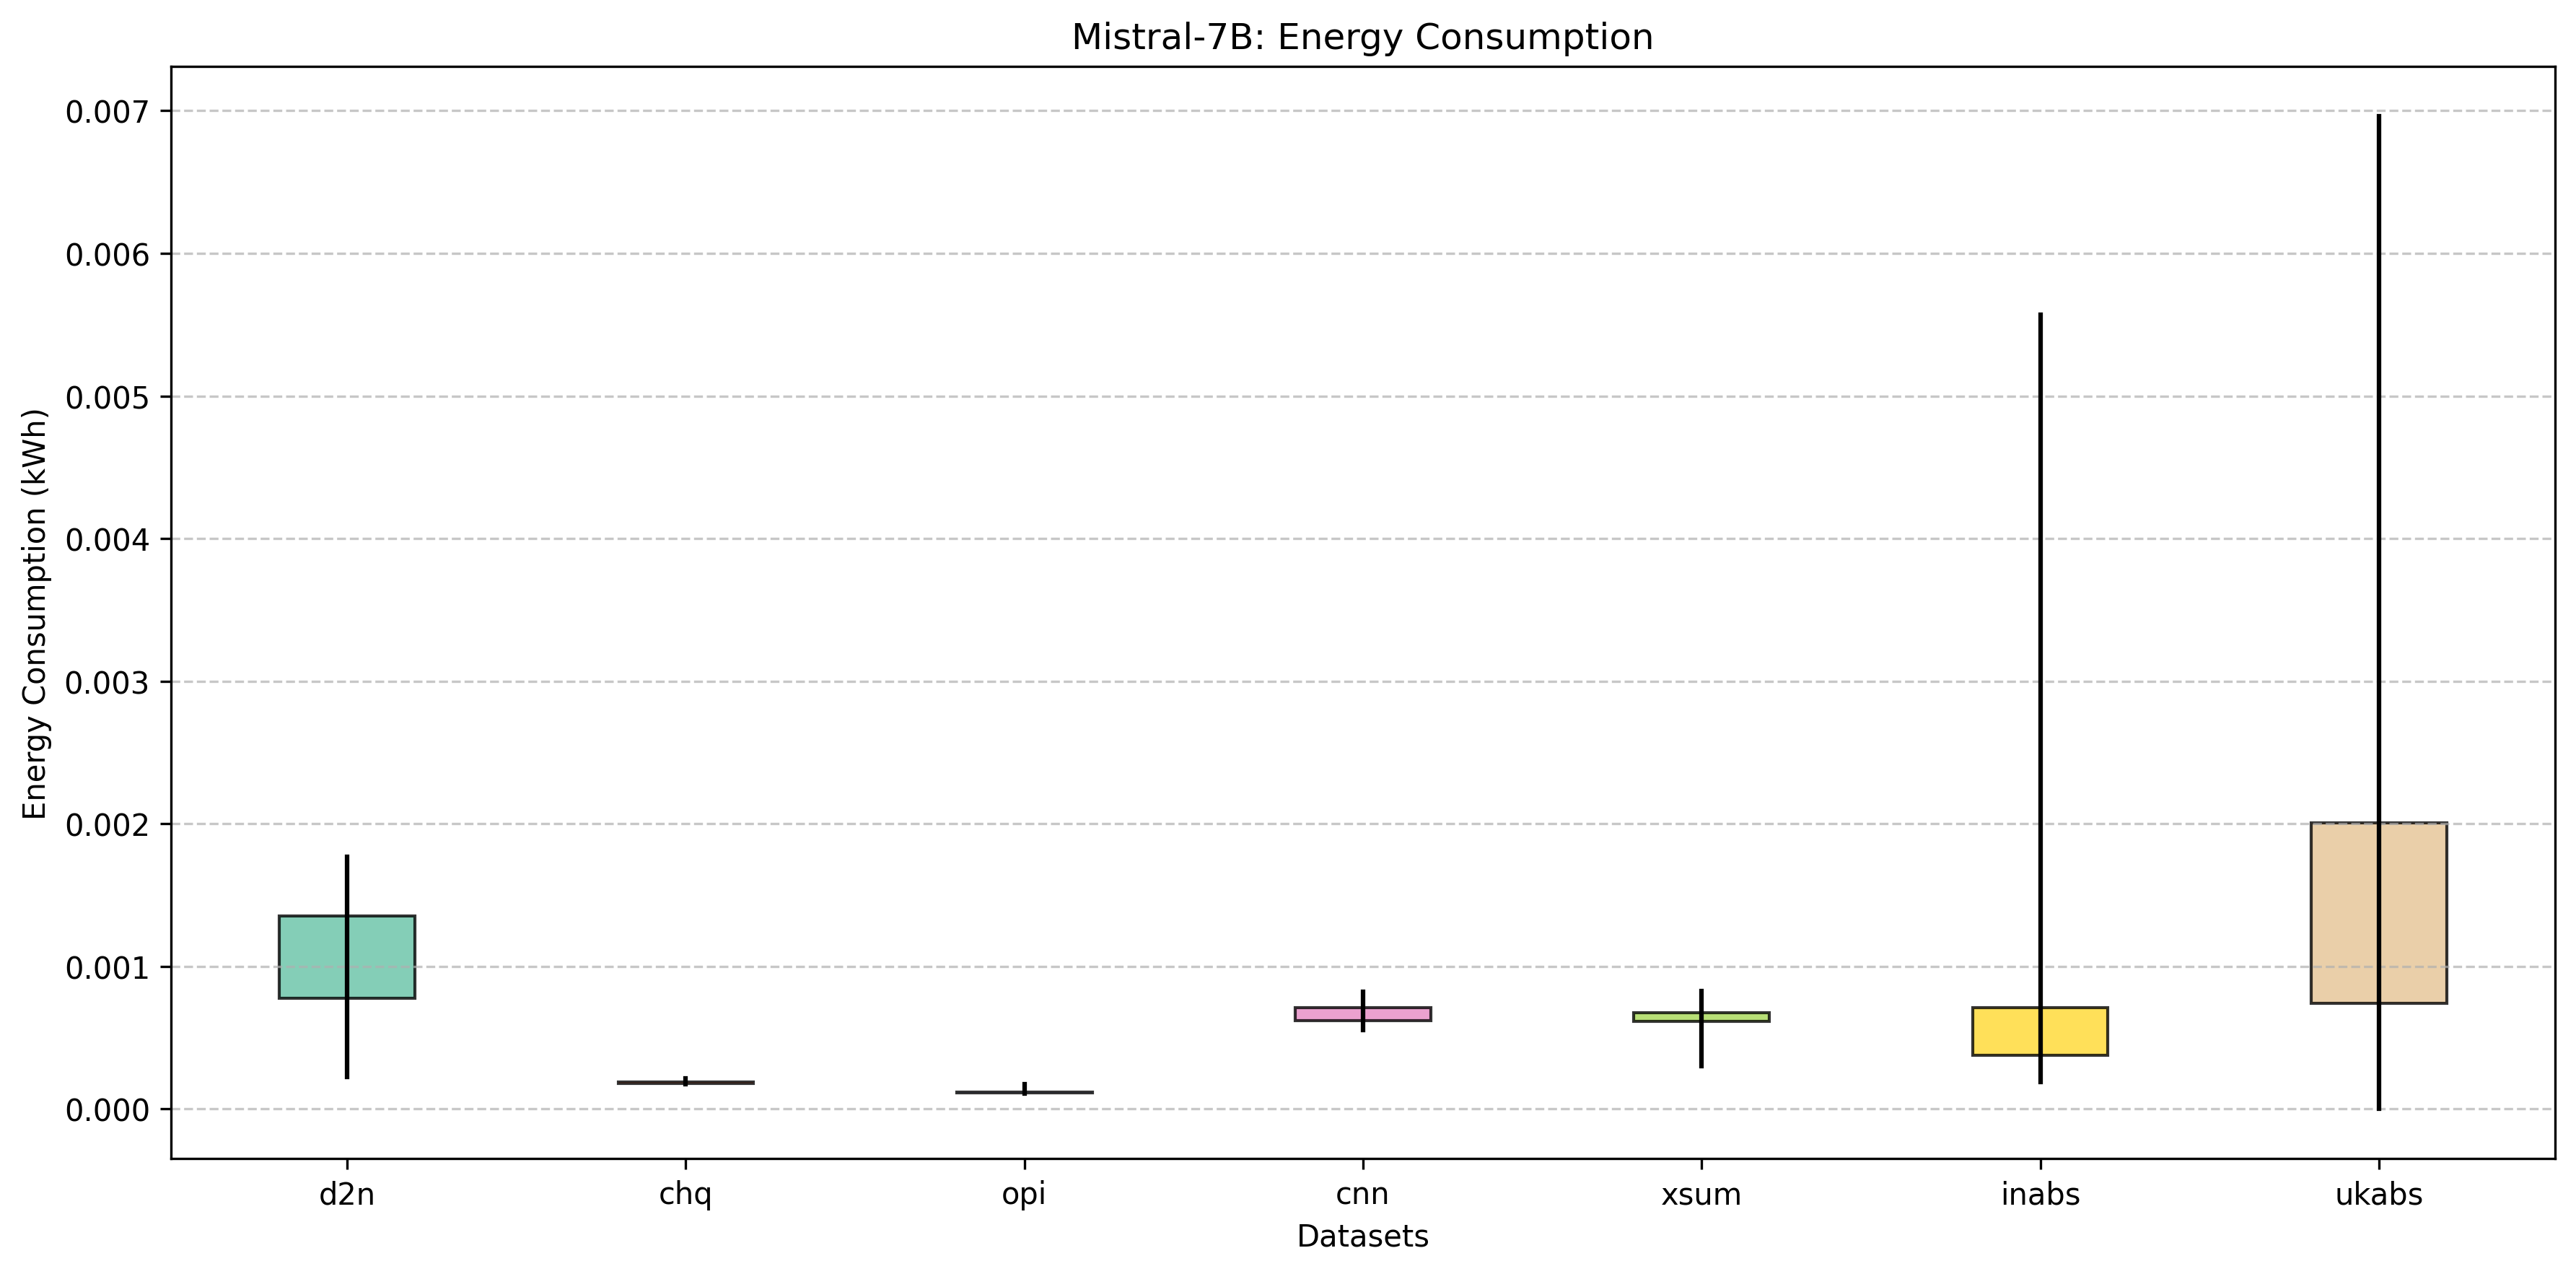 Mistral-7B: Energy Consumption
Energy Consumption (kWh)
0.007
0.006
0.005
0.004
0.003
0.002
0.001
0.000
d2n chq opi cnn xsum inabs ukabs
Datasets